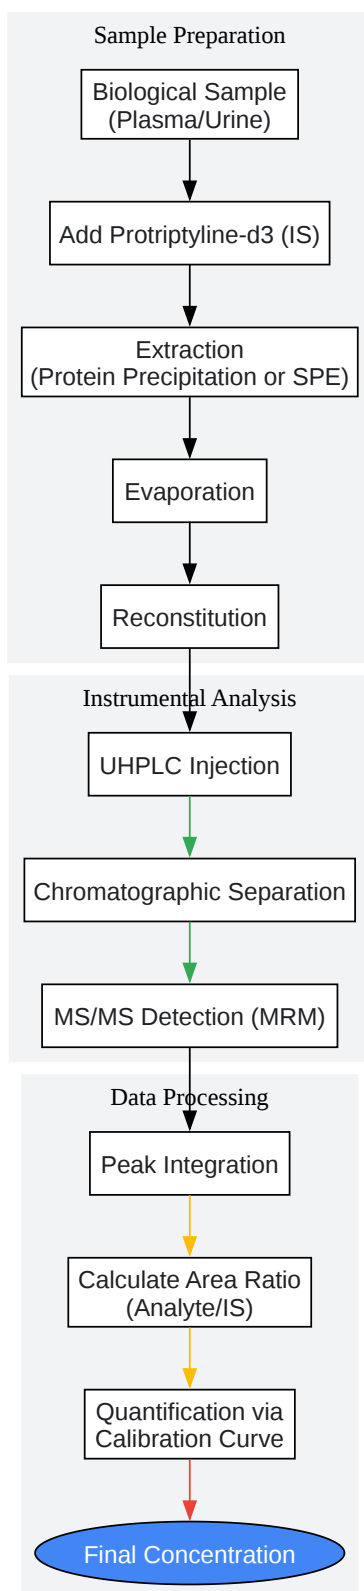 Sample Preparation
Biological Sample
(Plasma/Urine)
Add Protriptyline-d3 (IS)
Extraction
(Protein Precipitation or SPE)
Evaporation
Reconstitution
Instrumental Analysis
UHPLC Injection
Chromatographic Separation
MS/MS Detection (MRM)
Data Processing
Peak Integration
Calculate Area Ratio
(Analyte/IS)
Quantification via
Calibration Curve
Final Concentration